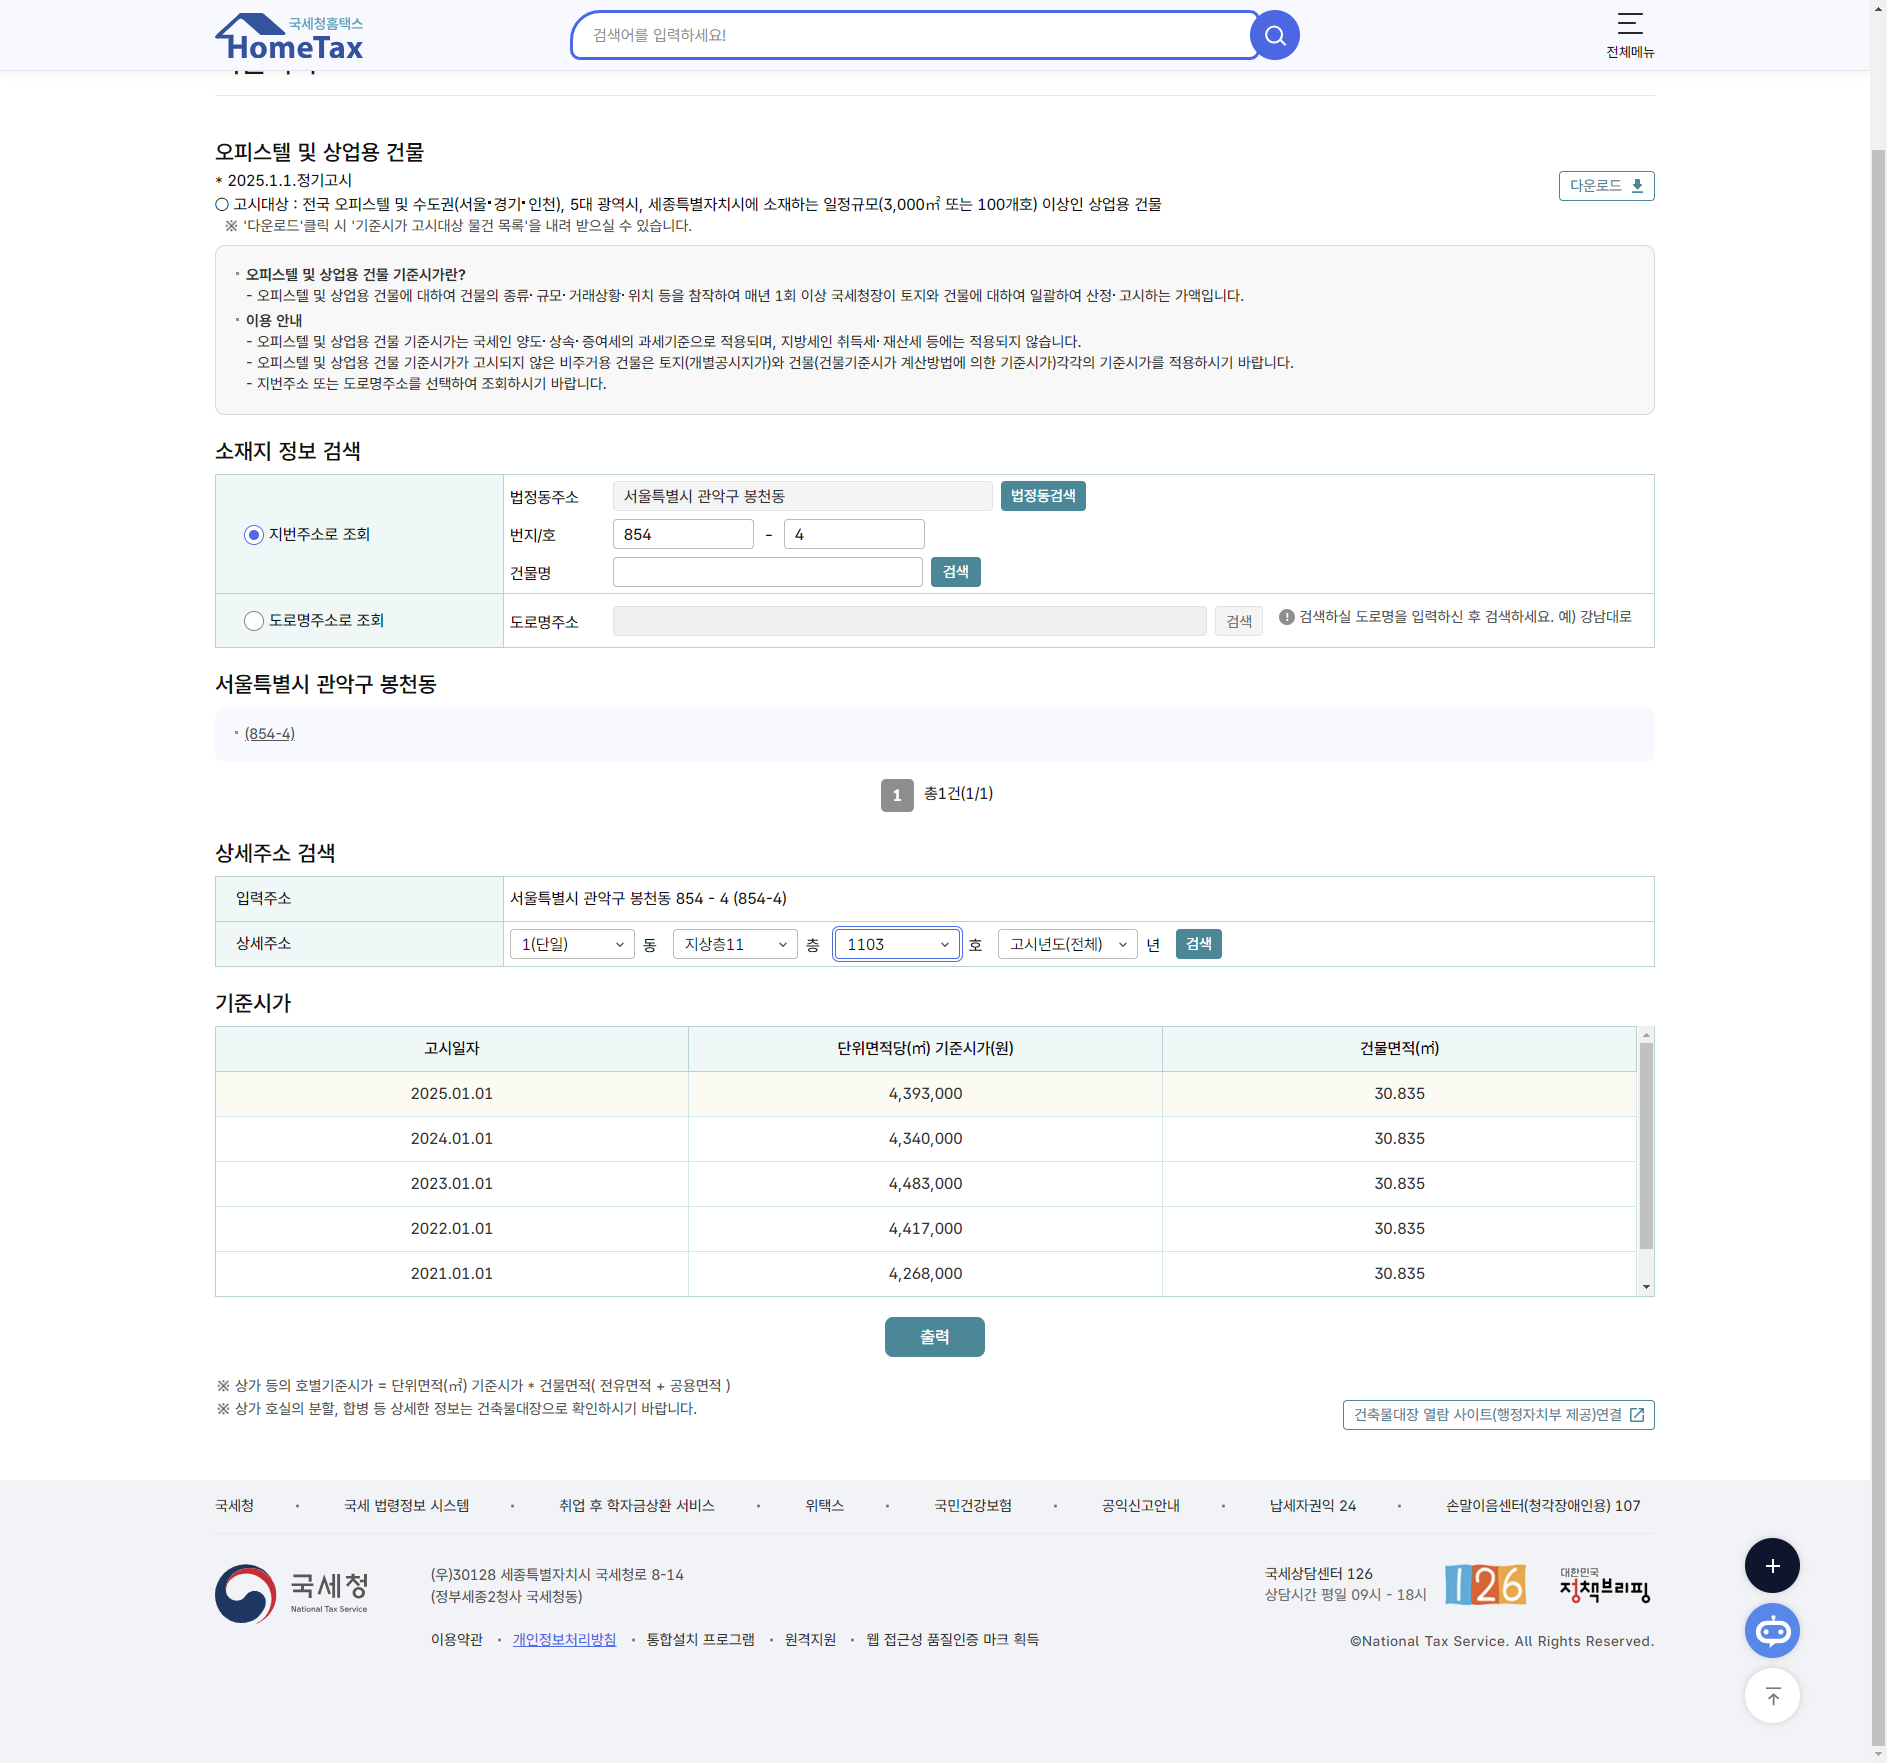 국세청홈택스
HomeTax
검색어를 입력하세요!
전체메뉴
오피스텔 및 상업용 건물
* 2025.1.1.정기고시
다운로드
○ 고시대상 : 전국 오피스텔 및 수도권(서울·경기·인천), 5대 광역시, 세종특별자치시에 소재하는 일정규모(3,000㎡ 또는 100개호) 이상인 상업용 건물
※ '다운로드'클릭 시 '기준시가 고시대상 물건 목록'을 내려 받으실 수 있습니다.
· 오피스텔 및 상업용 건물 기준시가란?
- 오피스텔 및 상업용 건물에 대하여 건물의 종류·규모·거래상황·위치 등을 참작하여 매년 1회 이상 국세청장이 토지와 건물에 대하여 일괄하여 산정·고시하는 가액입니다.
· 이용 안내
- 오피스텔 및 상업용 건물 기준시가는 국세인 양도·상속·증여세의 과세기준으로 적용되며, 지방세인 취득세·재산세 등에는 적용되지 않습니다.
- 오피스텔 및 상업용 건물 기준시가가 고시되지 않은 비주거용 건물은 토지(개별공시지가)와 건물(건물기준시가 계산방법에 의한 기준시가)각각의 기준시가를 적용하시기 바랍니다.
- 지번주소 또는 도로명주소를 선택하여 조회하시기 바랍니다.
소재지 정보 검색
지번주소로 조회
법정동주소 서울특별시 관악구 봉천동 법정동검색
번지/호 854 - 4
건물명 검색
도로명주소로 조회 도로명주소 검색 검색하실 도로명을 입력하신 후 검색하세요. 예) 강남대로
서울특별시 관악구 봉천동
· (854-4)
1 총1건(1/1)
상세주소 검색
입력주소 서울특별시 관악구 봉천동 854 - 4 (854-4)
상세주소 1(단일) 동 지상층11 층 1103 호 고시년도(전체) 년 검색
기준시가
고시일자 단위면적당(㎡) 기준시가(원) 건물면적(㎡)
2025.01.01 4,393,000 30.835
2024.01.01 4,340,000 30.835
2023.01.01 4,483,000 30.835
2022.01.01 4,417,000 30.835
2021.01.01 4,268,000 30.835
출력
※ 상가 등의 호별기준시가 = 단위면적(㎡) 기준시가 * 건물면적( 전유면적 + 공용면적 )
※ 상가 호실의 분할, 합병 등 상세한 정보는 건축물대장으로 확인하시기 바랍니다.
건축물대장 열람 사이트(행정자치부 제공)연결
국세청 · 국세 법령정보 시스템 · 취업 후 학자금상환 서비스 · 위택스 · 국민건강보험 · 공익신고안내 · 납세자권익 24 · 손말이음센터(청각장애인용) 107
국세청
National Tax Service
(우)30128 세종특별자치시 국세청로 8-14
(정부세종2청사 국세청동)
국세상담센터 126
상담시간 평일 09시 - 18시
126
대한민국
정책브리핑
이용약관 · 개인정보처리방침 · 통합설치 프로그램 · 원격지원 · 웹 접근성 품질인증 마크 획득
©National Tax Service. All Rights Reserved.